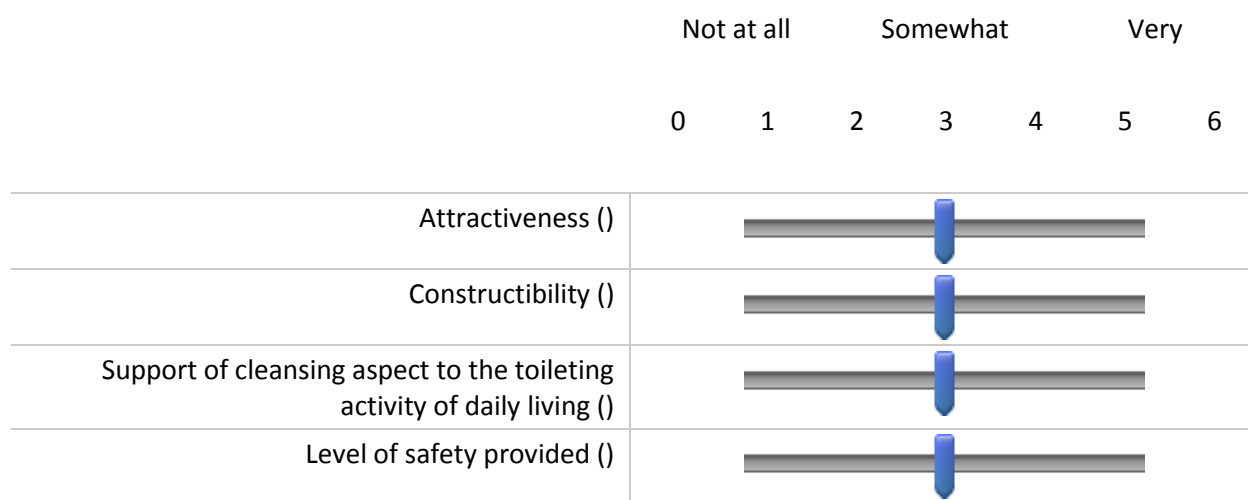 Not at all Somewhat Very
0 1 2 3 4 5 6
Attractiveness ()
Constructibility ()
Support of cleansing aspect to the toileting
activity of daily living ()
Level of safety provided ()